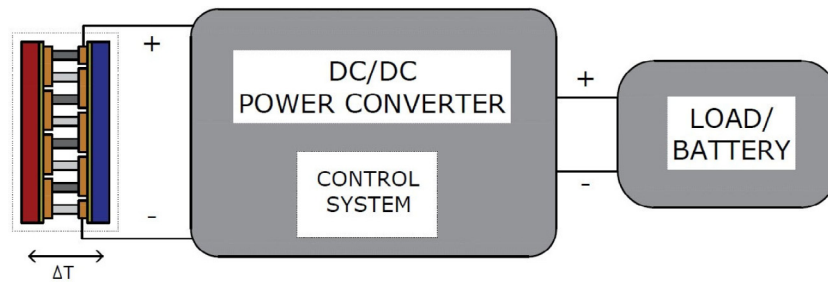 +
-
ΔT
DC/DC
POWER CONVERTER
CONTROL
SYSTEM
+
-
LOAD/
BATTERY